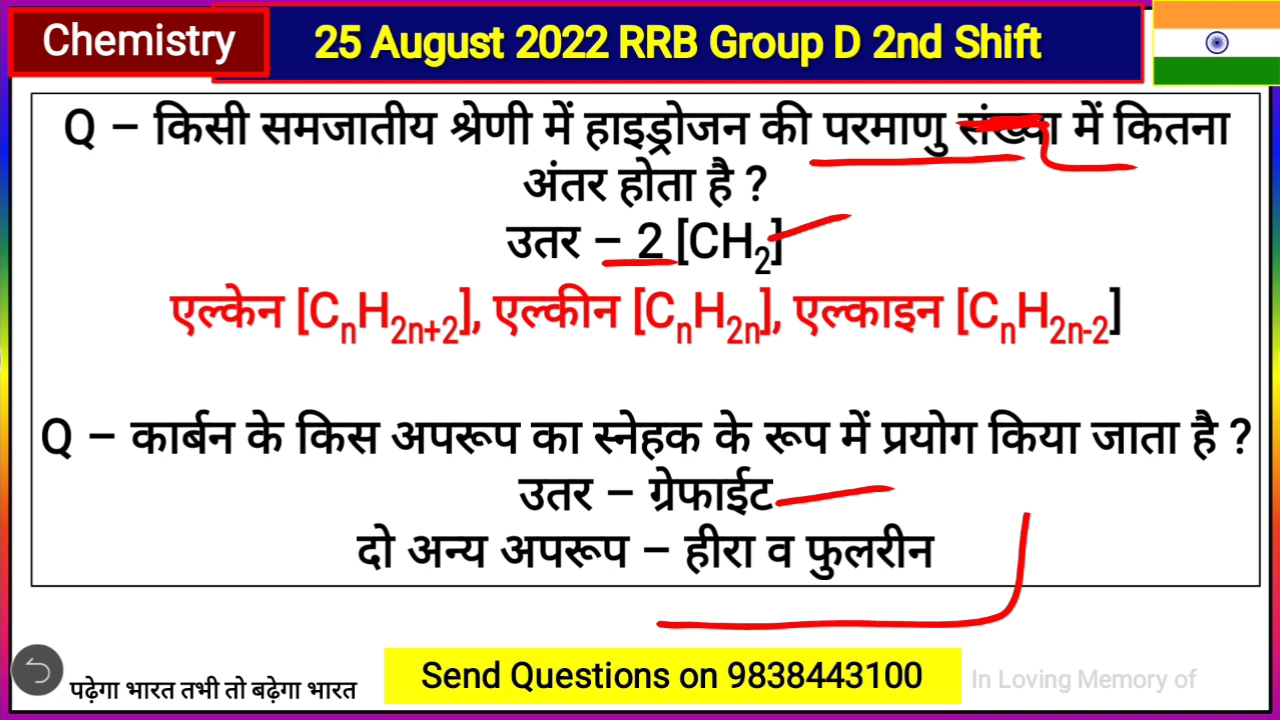 Chemistry
25 August 2022 RRB Group D 2nd Shift
Q – किसी समजातीय श्रेणी में हाइड्रोजन की परमाणु संख्या में कितना
अंतर होता है ?
उतर – 2 [CH₂]
एल्केन [CₙH₂ₙ₊₂], एल्कीन [CₙH₂ₙ], एल्काइन [CₙH₂ₙ₋₂]
Q – कार्बन के किस अपरूप का स्नेहक के रूप में प्रयोग किया जाता है ?
उतर – ग्रेफाईट
दो अन्य अपरूप – हीरा व फुलरीन
पढ़ेगा भारत तभी तो बढ़ेगा भारत
Send Questions on 9838443100
In Loving Memory of